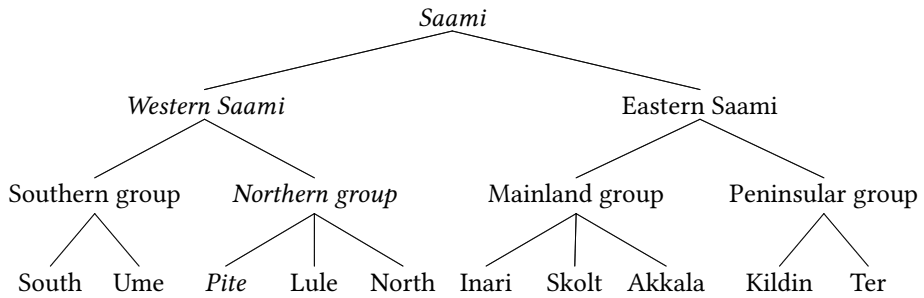 Saami
Western Saami Eastern Saami
Southern group Northern group Mainland group Peninsular group
South Ume Pite Lule North Inari Skolt Akkala Kildin Ter